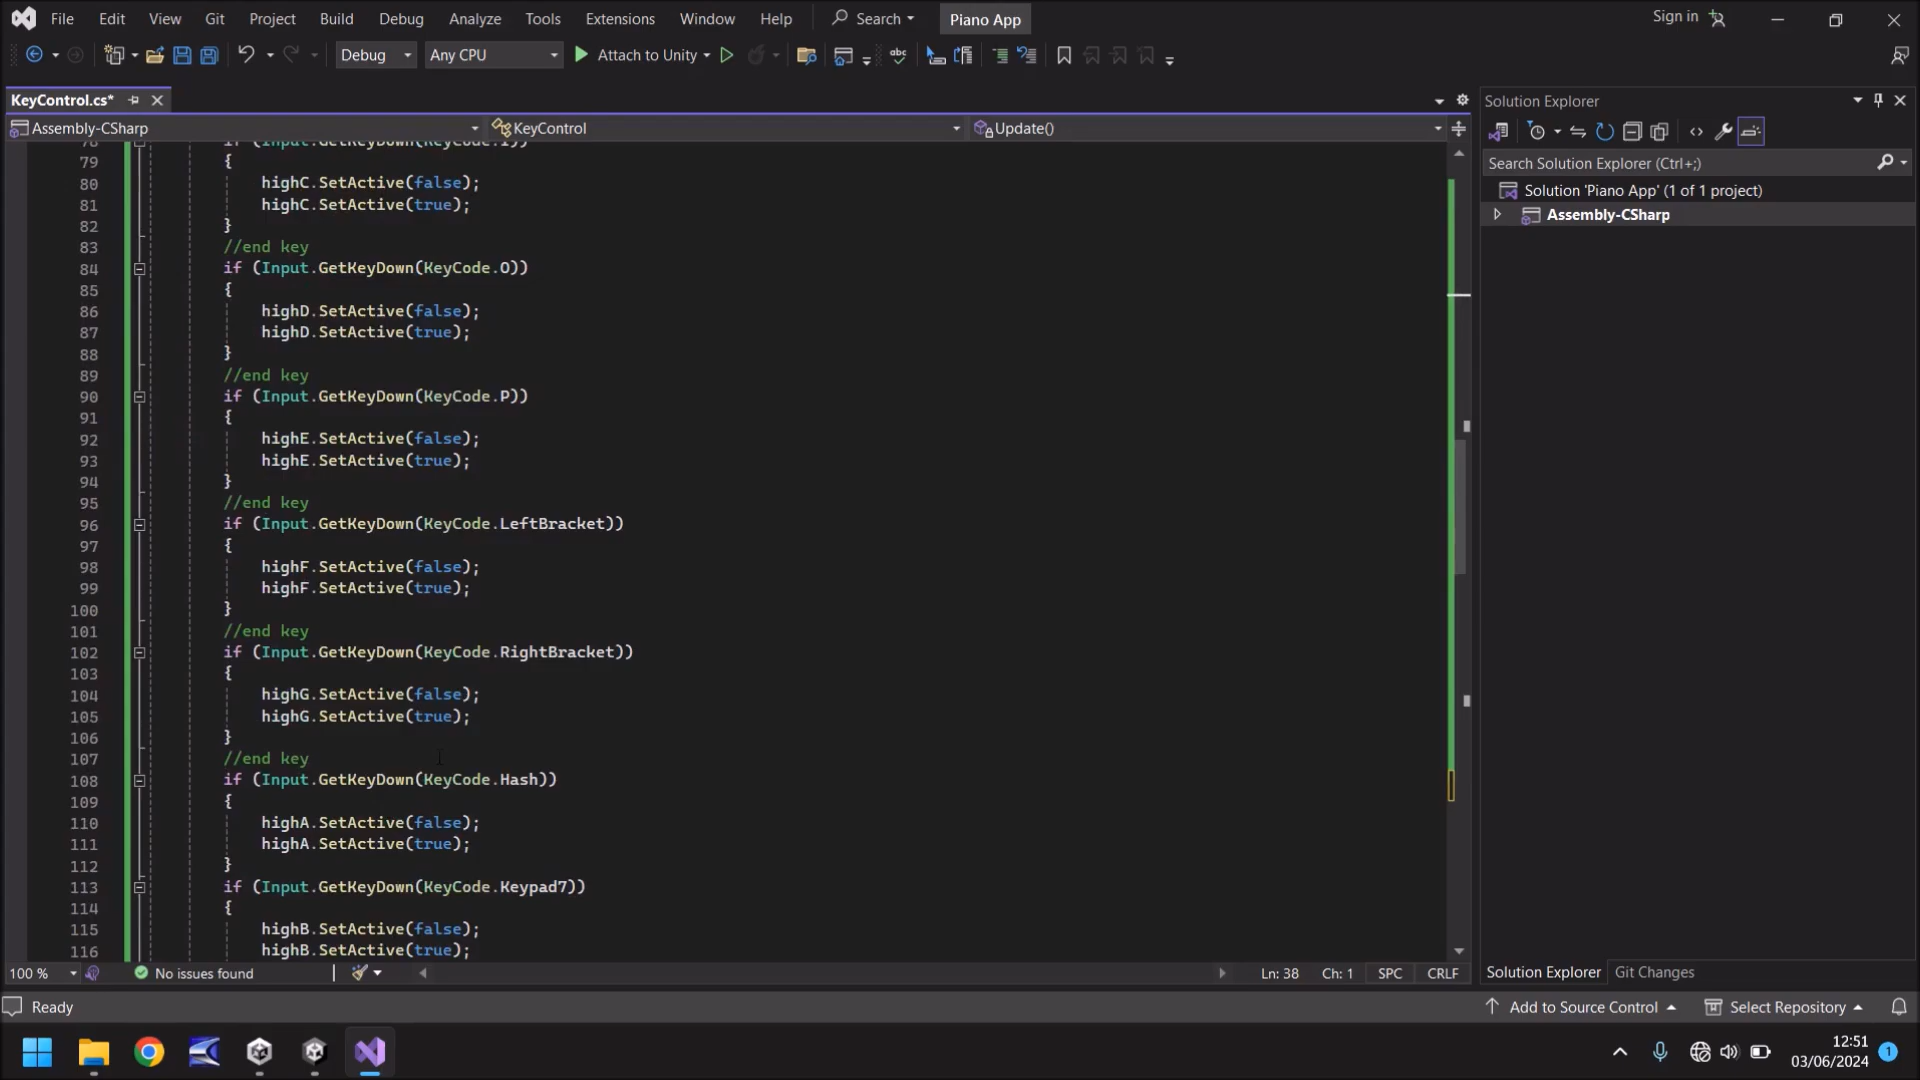 File Edit View Git Project Build Debug Analyze Tools Extensions Window Help Search Piano App Sign in
Debug Any CPU Attach to Unity
KeyControl.cs*
Assembly-CSharp KeyControl Update()
79 {
80 highC.SetActive(false);
81 highC.SetActive(true);
82 }
83 //end key
84 if (Input.GetKeyDown(KeyCode.O))
85 {
86 highD.SetActive(false);
87 highD.SetActive(true);
88 }
89 //end key
90 if (Input.GetKeyDown(KeyCode.P))
91 {
92 highE.SetActive(false);
93 highE.SetActive(true);
94 }
95 //end key
96 if (Input.GetKeyDown(KeyCode.LeftBracket))
97 {
98 highF.SetActive(false);
99 highF.SetActive(true);
100 }
101 //end key
102 if (Input.GetKeyDown(KeyCode.RightBracket))
103 {
104 highG.SetActive(false);
105 highG.SetActive(true);
106 }
107 //end key
108 if (Input.GetKeyDown(KeyCode.Hash))
109 {
110 highA.SetActive(false);
111 highA.SetActive(true);
112 }
113 if (Input.GetKeyDown(KeyCode.Keypad7))
114 {
115 highB.SetActive(false);
116 highB.SetActive(true);
100 % No issues found Ln: 38 Ch: 1 SPC CRLF
Solution Explorer
Search Solution Explorer (Ctrl+;)
Solution 'Piano App' (1 of 1 project)
Assembly-CSharp
Solution Explorer Git Changes
Ready Add to Source Control Select Repository
12:51
03/06/2024 1